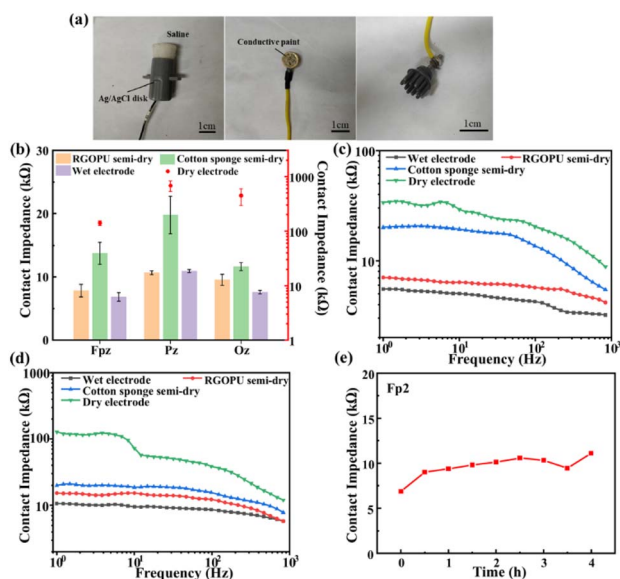 (a)
Saline
Ag/AgCl disk
1cm
Conductive paint
1cm
1cm
(b)
RGOPU semi-dry
Cotton sponge semi-dry
Wet electrode
Dry electrode
Contact Impedance (kΩ)
30
20
10
0
Fpz
Pz
Oz
1000
100
10
1
Contact Impedance
(kΩ)
(c)
Wet electrode
RGOPU semi-dry
Cotton sponge semi-dry
Dry electrode
Contact Impedance (kΩ)
100
10
10⁰
10¹
10²
10³
Frequency (Hz)
(d)
Wet electrode
RGOPU semi-dry
Cotton sponge semi-dry
Dry electrode
Contact Impedance (kΩ)
1000
100
10
10⁰
10¹
10²
10³
Frequency (Hz)
(e)
Fp2
Contact Impedance (kΩ)
20
15
10
5
0
0
1
2
3
4
Time (h)